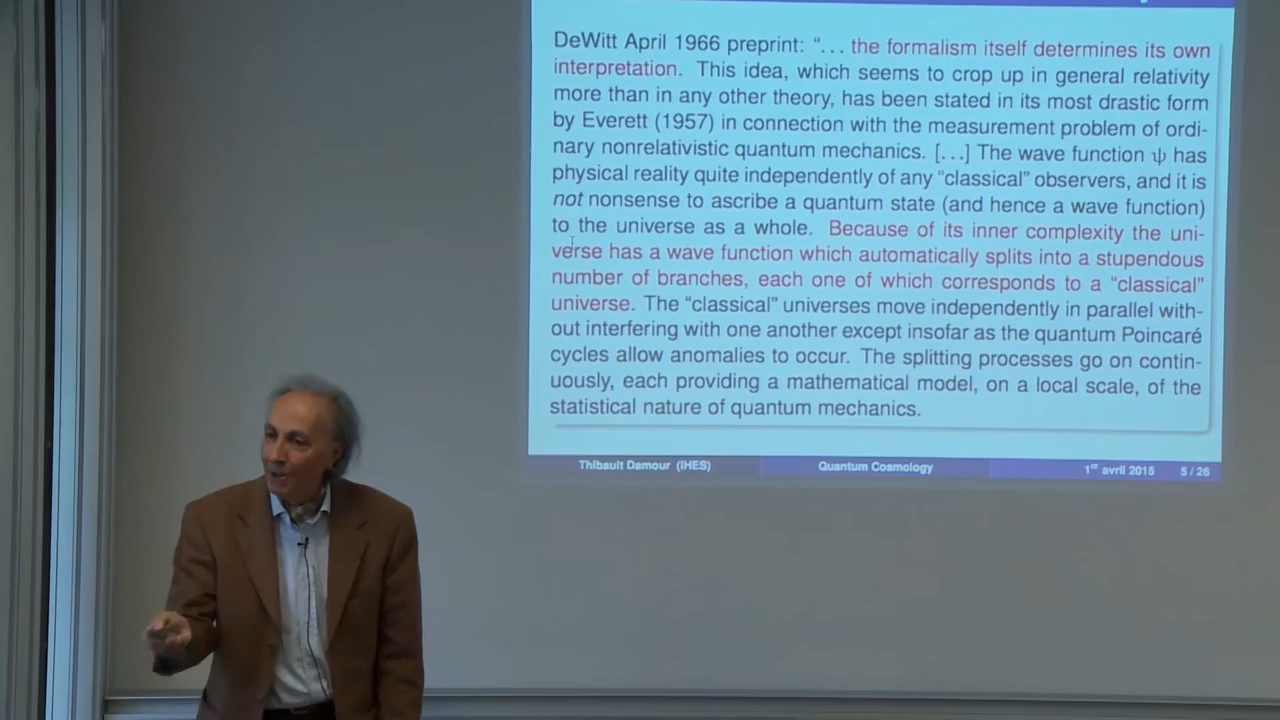 DeWitt April 1966 preprint: “... the formalism itself determines its own
interpretation. This idea, which seems to crop up in general relativity
more than in any other theory, has been stated in its most drastic form
by Everett (1957) in connection with the measurement problem of ordi-
nary nonrelativistic quantum mechanics. [...] The wave function ψ has
physical reality quite independently of any “classical” observers, and it is
not nonsense to ascribe a quantum state (and hence a wave function)
to the universe as a whole. Because of its inner complexity the uni-
verse has a wave function which automatically splits into a stupendous
number of branches, each one of which corresponds to a “classical”
universe. The “classical” universes move independently in parallel with-
out interfering with one another except insofar as the quantum Poincaré
cycles allow anomalies to occur. The splitting processes go on contin-
uously, each providing a mathematical model, on a local scale, of the
statistical nature of quantum mechanics.
Thibault Damour (IHES) Quantum Cosmology 1er avril 2015 5 / 26